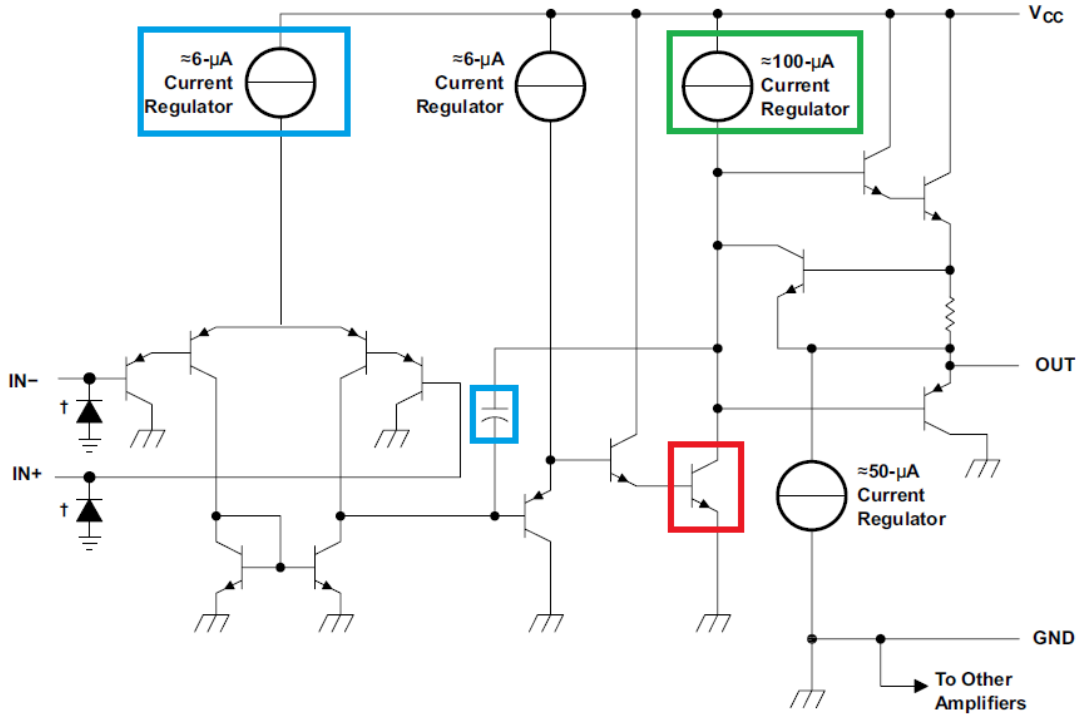 V_CC
≈6-µA
Current
Regulator
≈6-µA
Current
Regulator
≈100-µA
Current
Regulator
IN−
†
OUT
IN+
†
≈50-µA
Current
Regulator
GND
To Other
Amplifiers